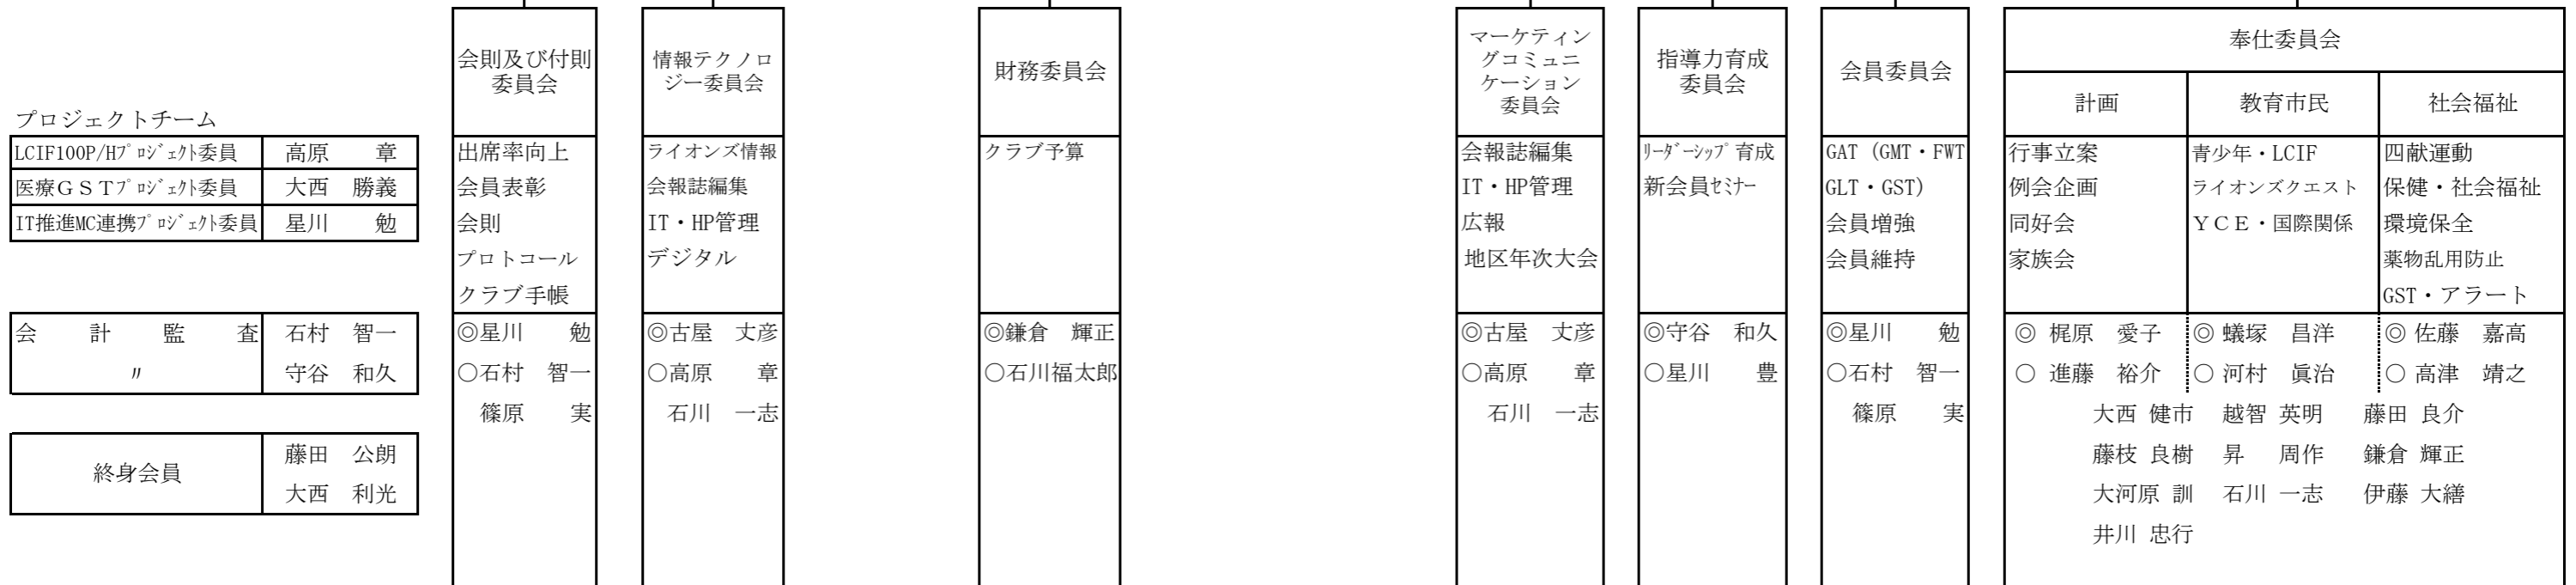 プロジェクトチーム
LCIF100P/Hﾌﾟﾛｼﾞｪｸﾄ委員 高原　章
医療ＧＳＴﾌﾟﾛｼﾞｪｸﾄ委員 大西　勝義
IT推進MC連携ﾌﾟﾛｼﾞｪｸﾄ委員 星川　勉
会計監査 石村　智一
〃 守谷　和久
終身会員
藤田　公朗
大西　利光
会則及び付則
委員会
出席率向上
会員表彰
会則
プロトコール
クラブ手帳
◎星川　勉
○石村　智一
篠原　実
情報テクノロ
ジー委員会
ライオンズ情報
会報誌編集
IT・HP管理
デジタル
◎古屋　丈彦
○高原　章
石川　一志
財務委員会
クラブ予算
◎鎌倉　輝正
○石川福太郎
マーケティン
グコミュニ
ケーション
委員会
会報誌編集
IT・HP管理
広報
地区年次大会
◎古屋　丈彦
○高原　章
石川　一志
指導力育成
委員会
ﾘｰﾀﾞｰｼｯﾌﾟ育成
新会員ｾﾐﾅｰ
◎守谷　和久
○星川　豊
会員委員会
GAT（GMT・FWT
GLT・GST）
会員増強
会員維持
◎星川　勉
○石村　智一
篠原　実
奉仕委員会
計画
行事立案
例会企画
同好会
家族会
◎ 梶原　愛子
○ 進藤　裕介
教育市民
青少年・LCIF
ライオンズクエスト
ＹＣＥ・国際関係
◎ 蟻塚　昌洋
○ 河村　眞治
社会福祉
四献運動
保健・社会福祉
環境保全
薬物乱用防止
GST・アラート
◎ 佐藤　嘉高
○ 高津　靖之
大西 健市　越智 英明　藤田 良介
藤枝 良樹　昇　周作　鎌倉 輝正
大河原 訓　石川 一志　伊藤 大繕
井川 忠行